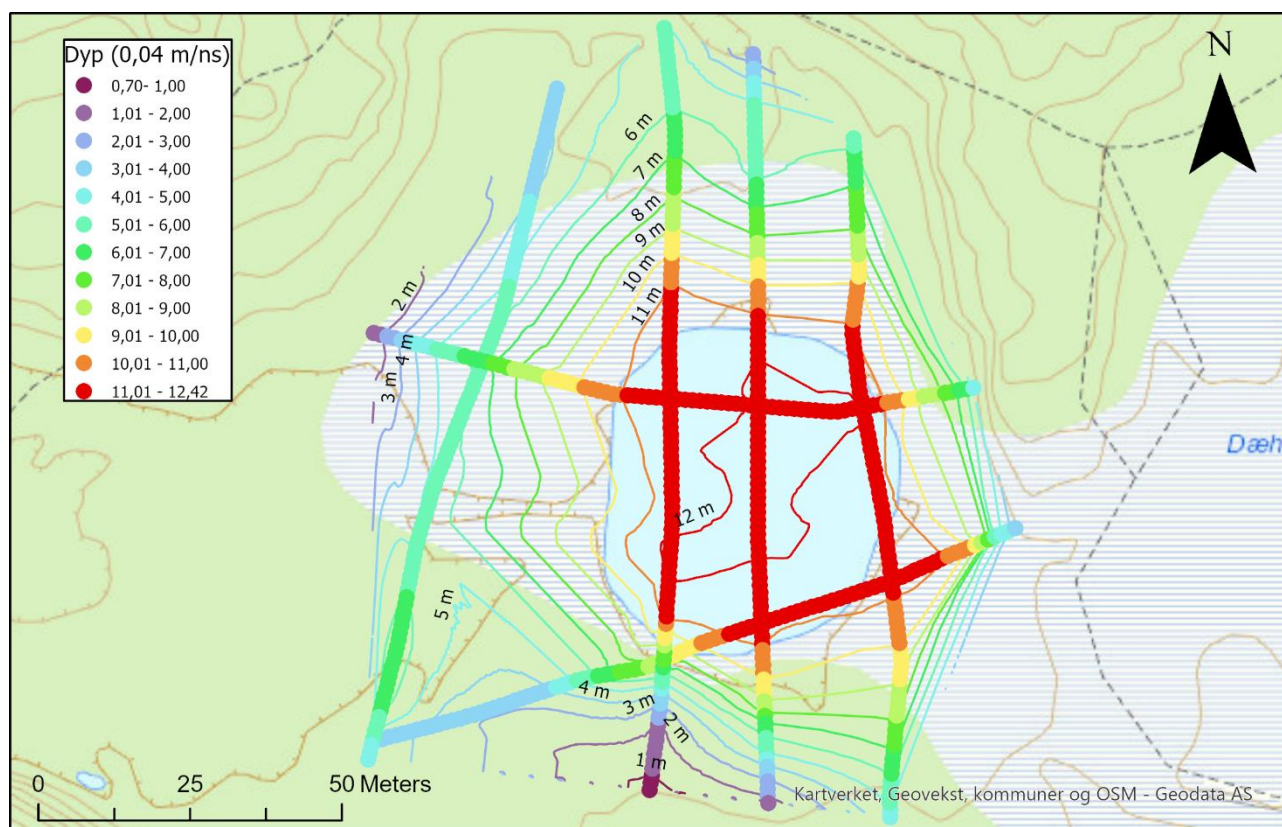 Dyp (0,04 m/ns)
0,70- 1,00
1,01 - 2,00
2,01 - 3,00
3,01 - 4,00
4,01 - 5,00
5,01 - 6,00
6,01 - 7,00
7,01 - 8,00
8,01 - 9,00
9,01 - 10,00
10,01 - 11,00
11,01 - 12,42
N
6 m
7 m
8 m
9 m
10 m
11 m
2 m
4 m
3 m
Dæh
12 m
5 m
4 m
3 m
2 m
1 m
0 25 50 Meters
Kartverket, Geovekst, kommuner og OSM - Geodata AS